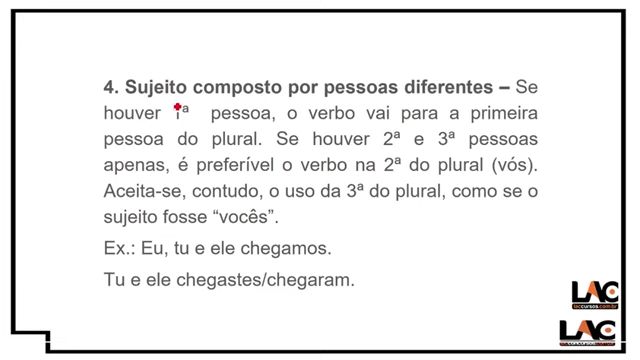 4. Sujeito composto por pessoas diferentes – Se
houver 1ª pessoa, o verbo vai para a primeira
pessoa do plural. Se houver 2ª e 3ª pessoas
apenas, é preferível o verbo na 2ª do plural (vós).
Aceita-se, contudo, o uso da 3ª do plural, como se o
sujeito fosse “vocês”.
Ex.: Eu, tu e ele chegamos.
Tu e ele chegastes/chegaram.
LAC
laccursos.com.br
LAC